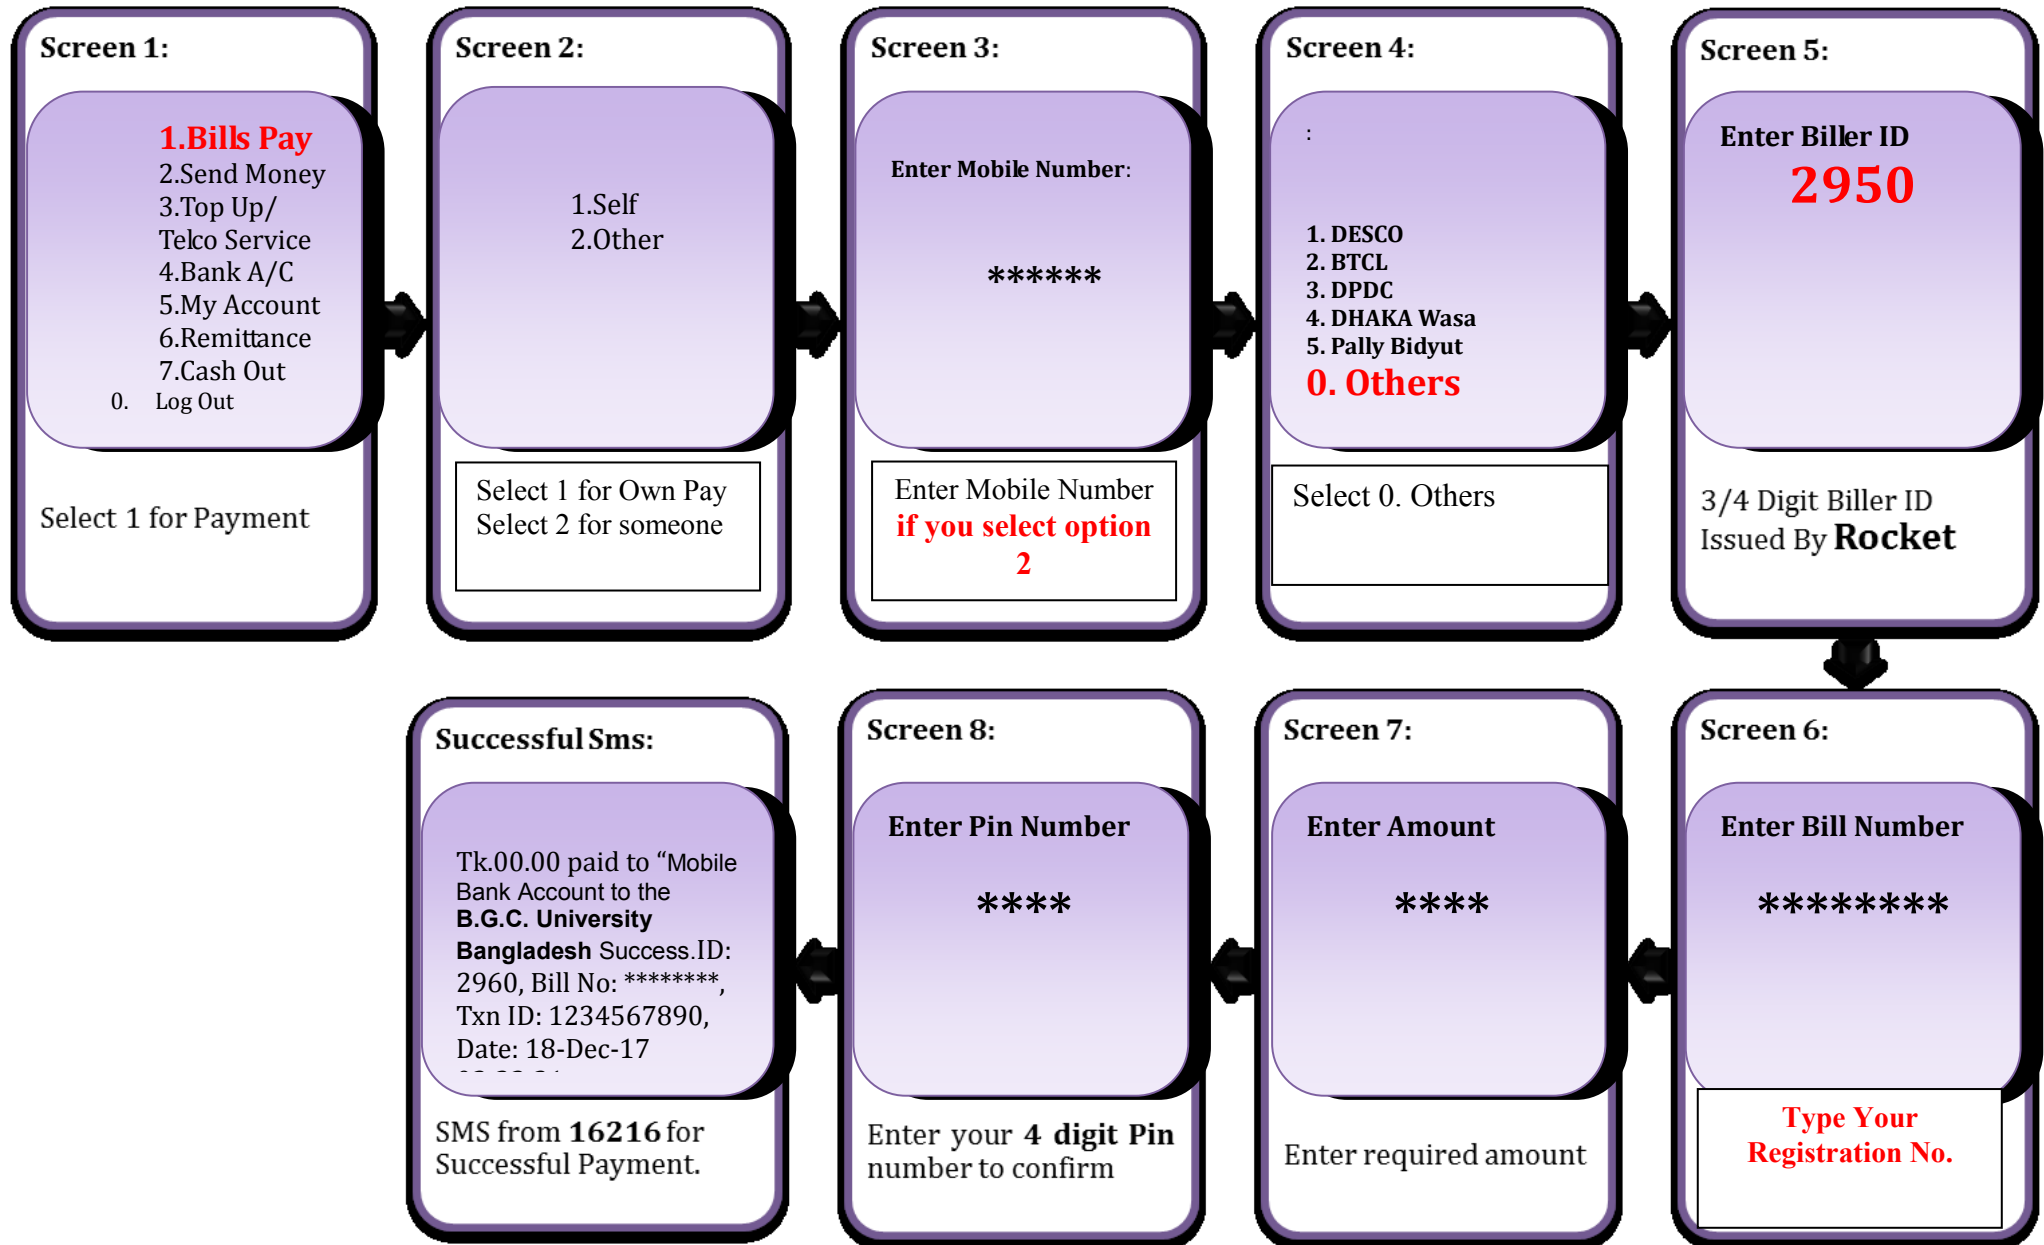 Screen 1:
1.Bills Pay
2.Send Money
3.Top Up/
Telco Service
4.Bank A/C
5.My Account
6.Remittance
7.Cash Out
0. Log Out
Select 1 for Payment
Screen 2:
1.Self
2.Other
Select 1 for Own Pay
Select 2 for someone
Screen 3:
Enter Mobile Number:
******
Enter Mobile Number
if you select option
2
Screen 4:
:
1. DESCO
2. BTCL
3. DPDC
4. DHAKA Wasa
5. Pally Bidyut
0. Others
Select 0. Others
Screen 5:
Enter Biller ID
2950
3/4 Digit Biller ID
Issued By Rocket
Screen 6:
Enter Bill Number
********
Type Your
Registration No.
Screen 7:
Enter Amount
****
Enter required amount
Screen 8:
Enter Pin Number
****
Enter your 4 digit Pin
number to confirm
Successful Sms:
Tk.00.00 paid to “Mobile
Bank Account to the
B.G.C. University
Bangladesh Success.ID:
2960, Bill No: ********,
Txn ID: 1234567890,
Date: 18-Dec-17
SMS from 16216 for
Successful Payment.